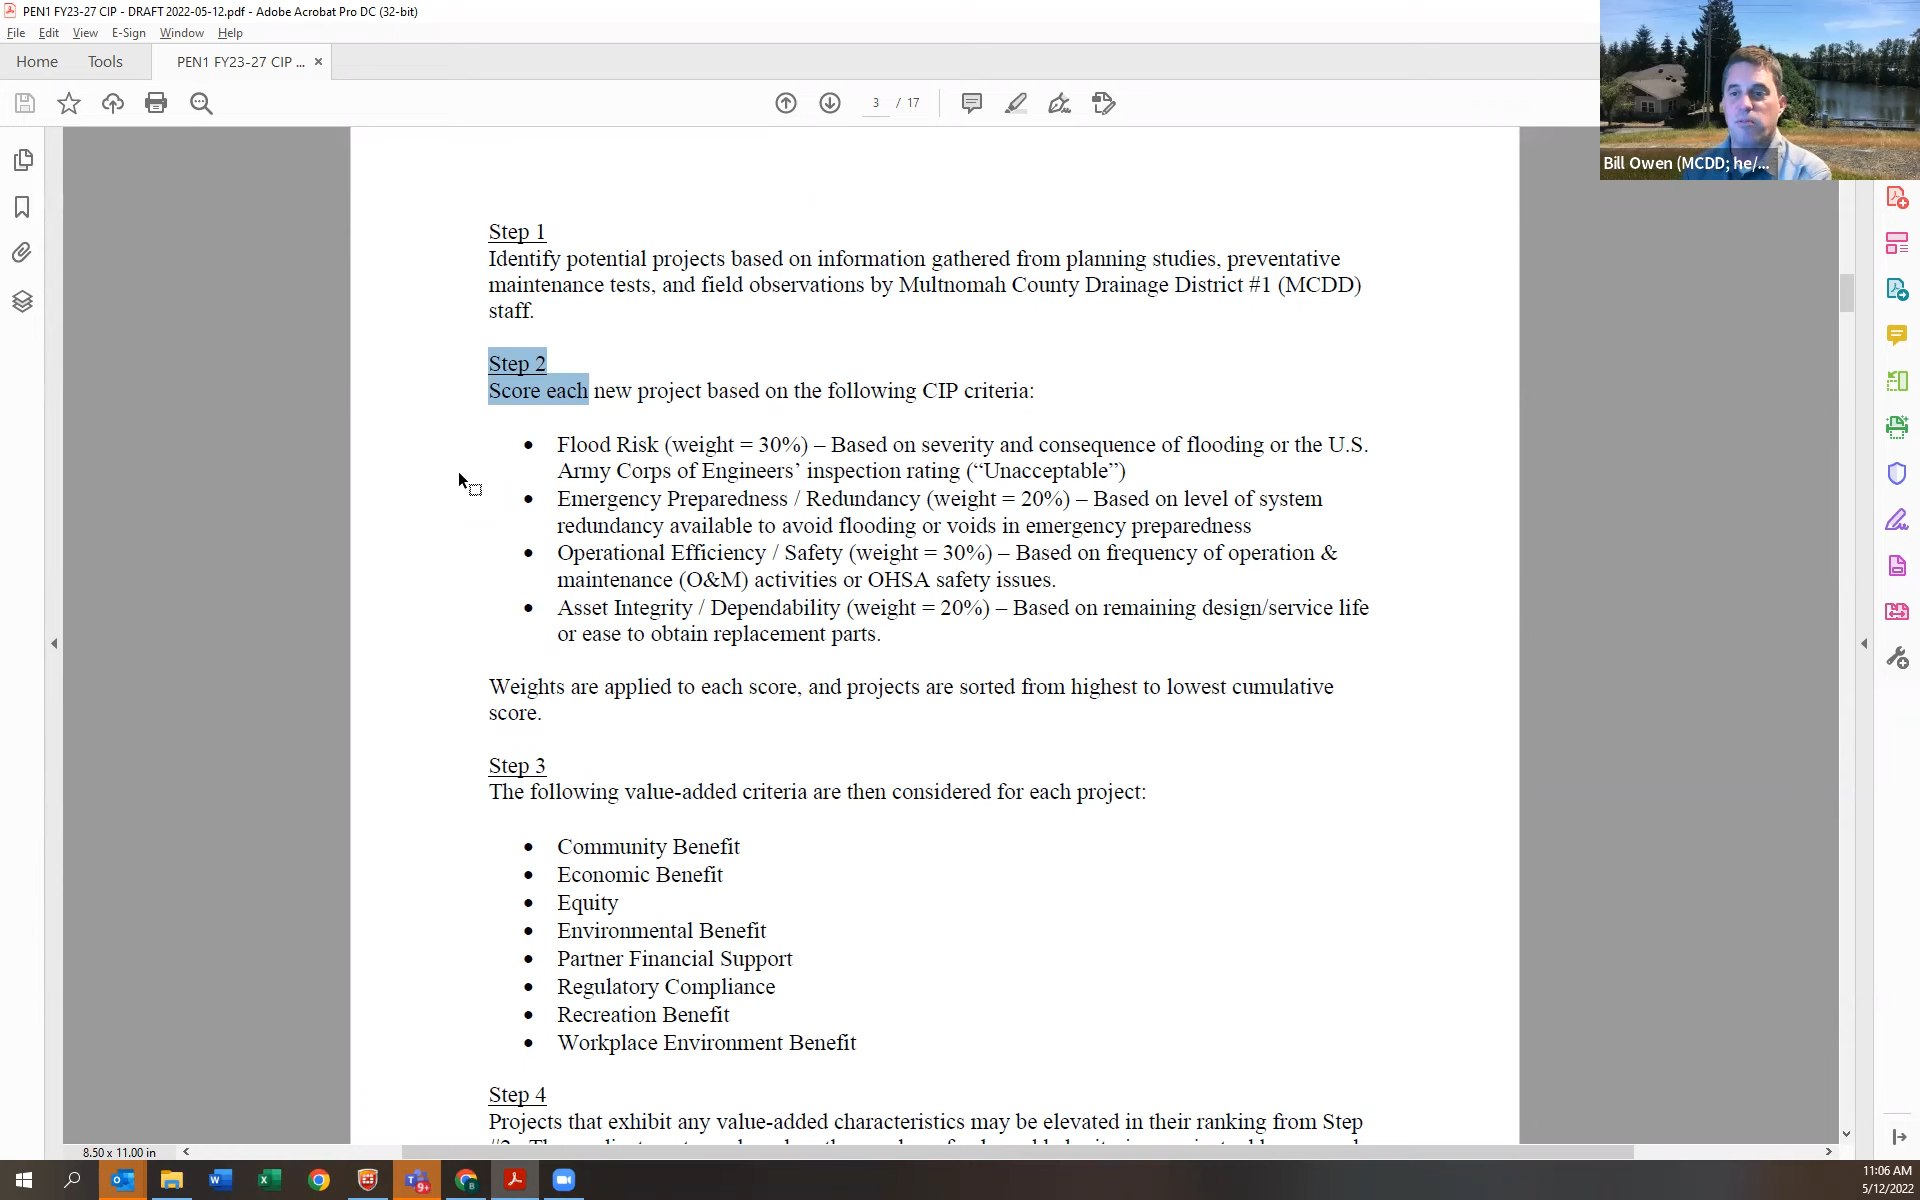 PEN1 FY23-27 CIP - DRAFT 2022-05-12.pdf - Adobe Acrobat Pro DC (32-bit)
File Edit View E-Sign Window Help
Home Tools PEN1 FY23-27 CIP ... ×
3 / 17
Bill Owen (MCDD; he/...
Step 1
Identify potential projects based on information gathered from planning studies, preventative
maintenance tests, and field observations by Multnomah County Drainage District #1 (MCDD)
staff.
Step 2
Score each new project based on the following CIP criteria:
• Flood Risk (weight = 30%) – Based on severity and consequence of flooding or the U.S.
Army Corps of Engineers’ inspection rating (“Unacceptable”)
• Emergency Preparedness / Redundancy (weight = 20%) – Based on level of system
redundancy available to avoid flooding or voids in emergency preparedness
• Operational Efficiency / Safety (weight = 30%) – Based on frequency of operation &
maintenance (O&M) activities or OHSA safety issues.
• Asset Integrity / Dependability (weight = 20%) – Based on remaining design/service life
or ease to obtain replacement parts.
Weights are applied to each score, and projects are sorted from highest to lowest cumulative
score.
Step 3
The following value-added criteria are then considered for each project:
• Community Benefit
• Economic Benefit
• Equity
• Environmental Benefit
• Partner Financial Support
• Regulatory Compliance
• Recreation Benefit
• Workplace Environment Benefit
Step 4
Projects that exhibit any value-added characteristics may be elevated in their ranking from Step
8.50 x 11.00 in
9+
11:06 AM
5/12/2022